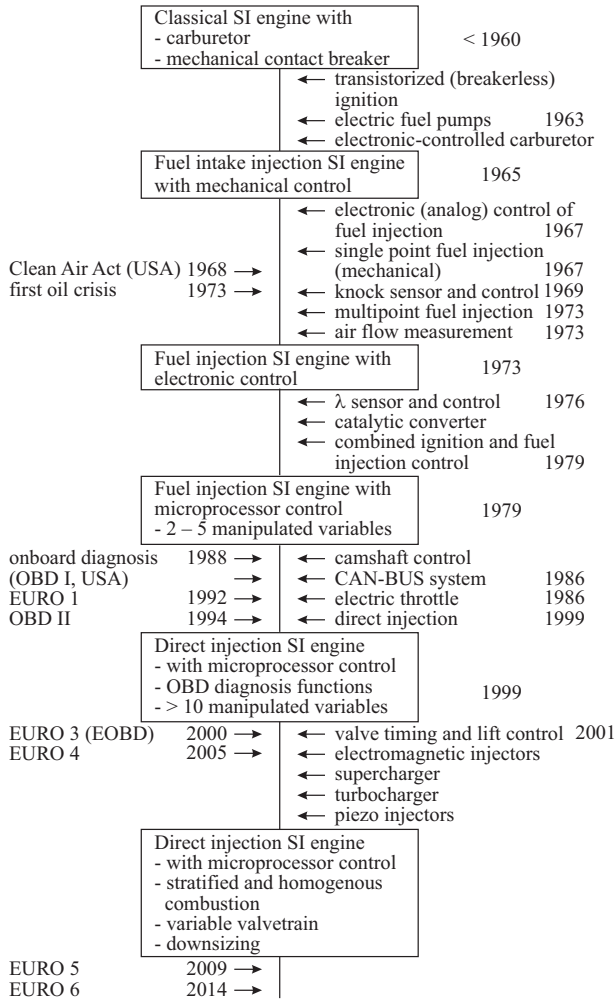 Classical SI engine with
- carburetor < 1960
- mechanical contact breaker
← transistorized (breakerless)
ignition
← electric fuel pumps 1963
← electronic-controlled carburetor
Fuel intake injection SI engine
with mechanical control 1965
← electronic (analog) control of
fuel injection 1967
← single point fuel injection
(mechanical) 1967
Clean Air Act (USA) 1968 →
first oil crisis 1973 → ← knock sensor and control 1969
← multipoint fuel injection 1973
← air flow measurement 1973
Fuel injection SI engine with
electronic control 1973
← λ sensor and control 1976
← catalytic converter
← combined ignition and fuel
injection control 1979
Fuel injection SI engine with
microprocessor control 1979
- 2 – 5 manipulated variables
onboard diagnosis 1988 → ← camshaft control
(OBD I, USA) → ← CAN-BUS system 1986
EURO 1 1992 → ← electric throttle 1986
OBD II 1994 → ← direct injection 1999
Direct injection SI engine
- with microprocessor control
- OBD diagnosis functions 1999
- > 10 manipulated variables
EURO 3 (EOBD) 2000 → ← valve timing and lift control 2001
EURO 4 2005 → ← electromagnetic injectors
← supercharger
← turbocharger
← piezo injectors
Direct injection SI engine
- with microprocessor control
- stratified and homogenous
combustion
- variable valvetrain
- downsizing
EURO 5 2009 →
EURO 6 2014 →